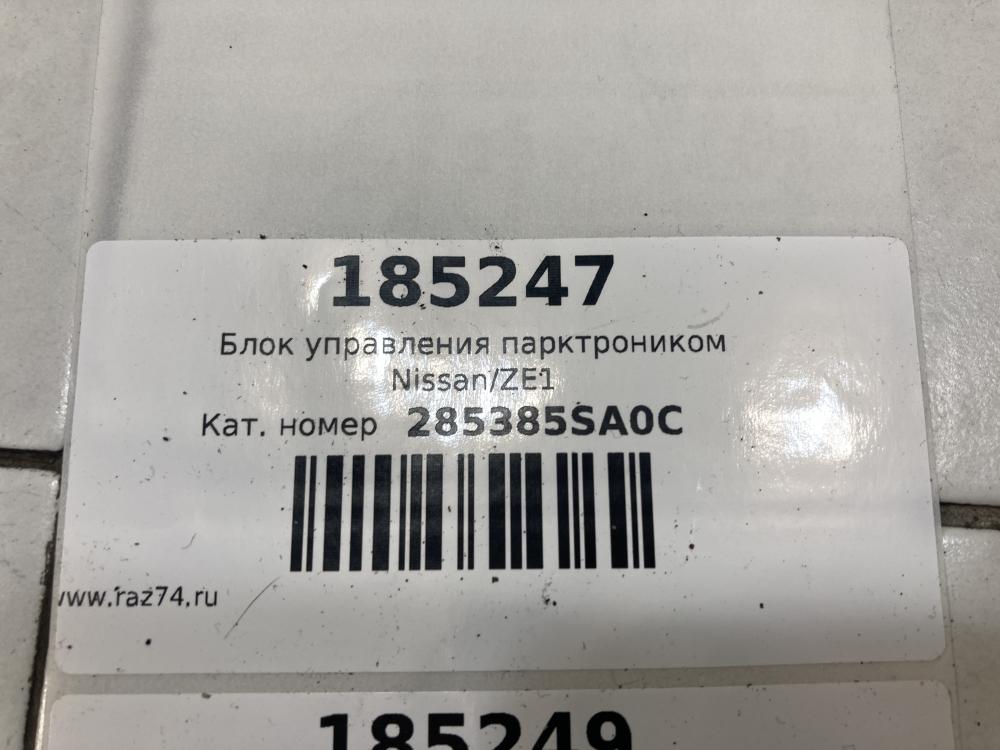 185247
Блок управления парктроником
Nissan/ZE1
Кат. номер 285385SA0C
www.raz74.ru
185249